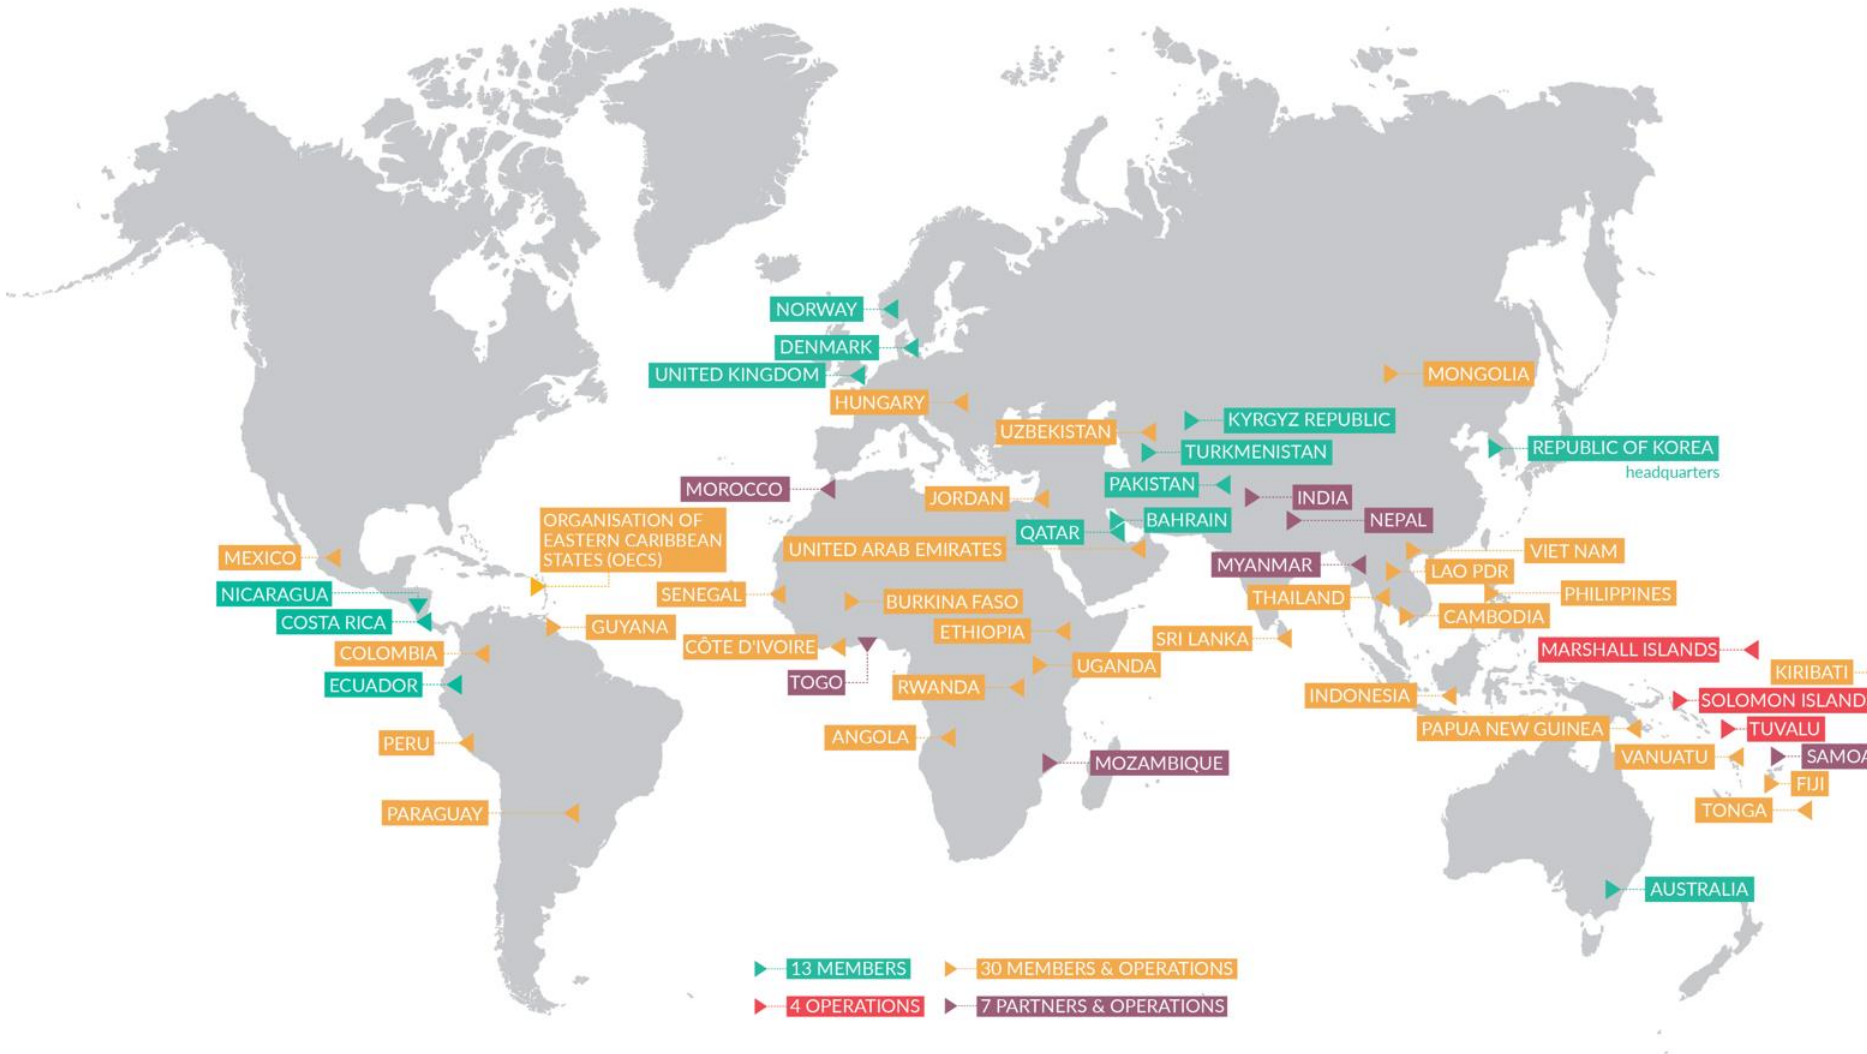 NORWAY
DENMARK
UNITED KINGDOM
HUNGARY
MONGOLIA
KYRGYZ REPUBLIC
UZBEKISTAN
TURKMENISTAN
REPUBLIC OF KOREA
headquarters
PAKISTAN
MOROCCO
JORDAN
INDIA
ORGANISATION OF
EASTERN CARIBBEAN
STATES (OECS)
BAHRAIN
NEPAL
QATAR
UNITED ARAB EMIRATES
VIET NAM
MEXICO
MYANMAR
LAO PDR
NICARAGUA
SENEGAL
BURKINA FASO
THAILAND
PHILIPPINES
COSTA RICA
GUYANA
CAMBODIA
ETHIOPIA
SRI LANKA
CÔTE D'IVOIRE
COLOMBIA
MARSHALL ISLANDS
UGANDA
KIRIBATI
ECUADOR
TOGO
RWANDA
INDONESIA
SOLOMON ISLAND
PAPUA NEW GUINEA
TUVALU
ANGOLA
PERU
VANUATU
SAMOA
MOZAMBIQUE
FIJI
TONGA
PARAGUAY
AUSTRALIA
13 MEMBERS
30 MEMBERS & OPERATIONS
4 OPERATIONS
7 PARTNERS & OPERATIONS